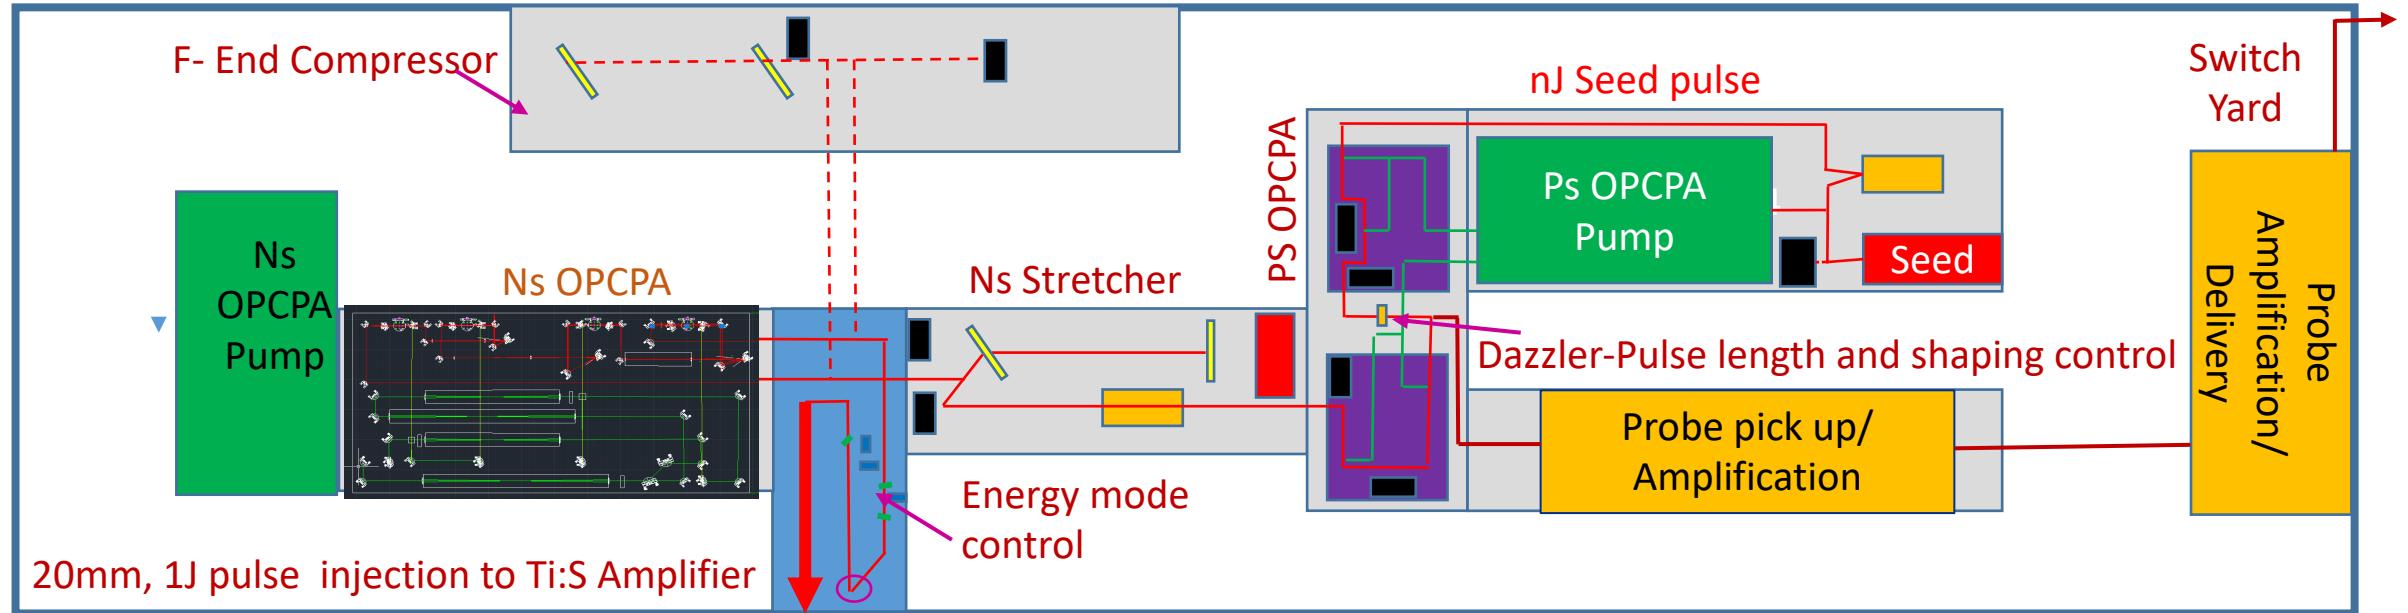 F- End Compressor
nJ Seed pulse
Switch
Yard
PS OPCPA
Ps OPCPA
Pump
Seed
Ns
OPCPA
Pump
Ns OPCPA
Ns Stretcher
Dazzler-Pulse length and shaping control
Probe
Amplification/
Delivery
Probe pick up/
Amplification
Energy mode
control
20mm, 1J pulse  injection to Ti:S Amplifier